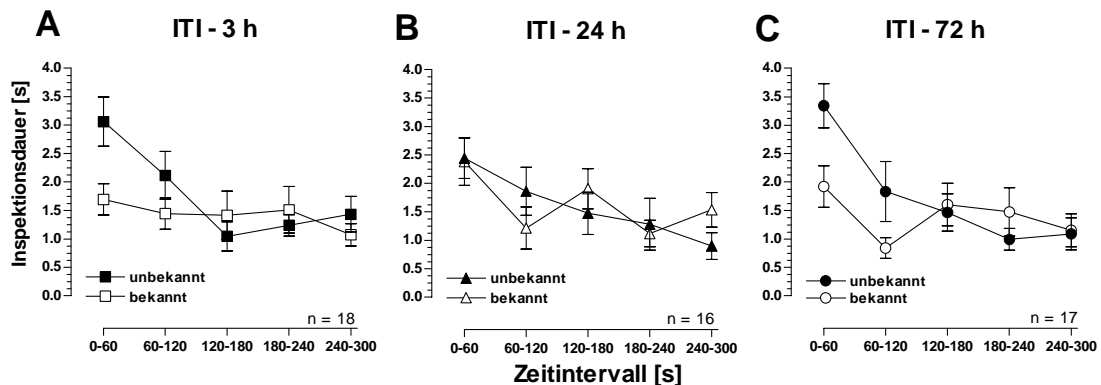 A ITI - 3 h
B ITI - 24 h
C ITI - 72 h
Inspektionsdauer [s]
4.0
3.5
3.0
2.5
2.0
1.5
1.0
0.5
0.0
unbekannt
bekannt
n = 18
0-60 60-120 120-180 180-240 240-300
4.0
3.5
3.0
2.5
2.0
1.5
1.0
0.5
0.0
unbekannt
bekannt
n = 16
0-60 60-120 120-180 180-240 240-300
4.0
3.5
3.0
2.5
2.0
1.5
1.0
0.5
0.0
unbekannt
bekannt
n = 17
0-60 60-120 120-180 180-240 240-300
Zeitintervall [s]